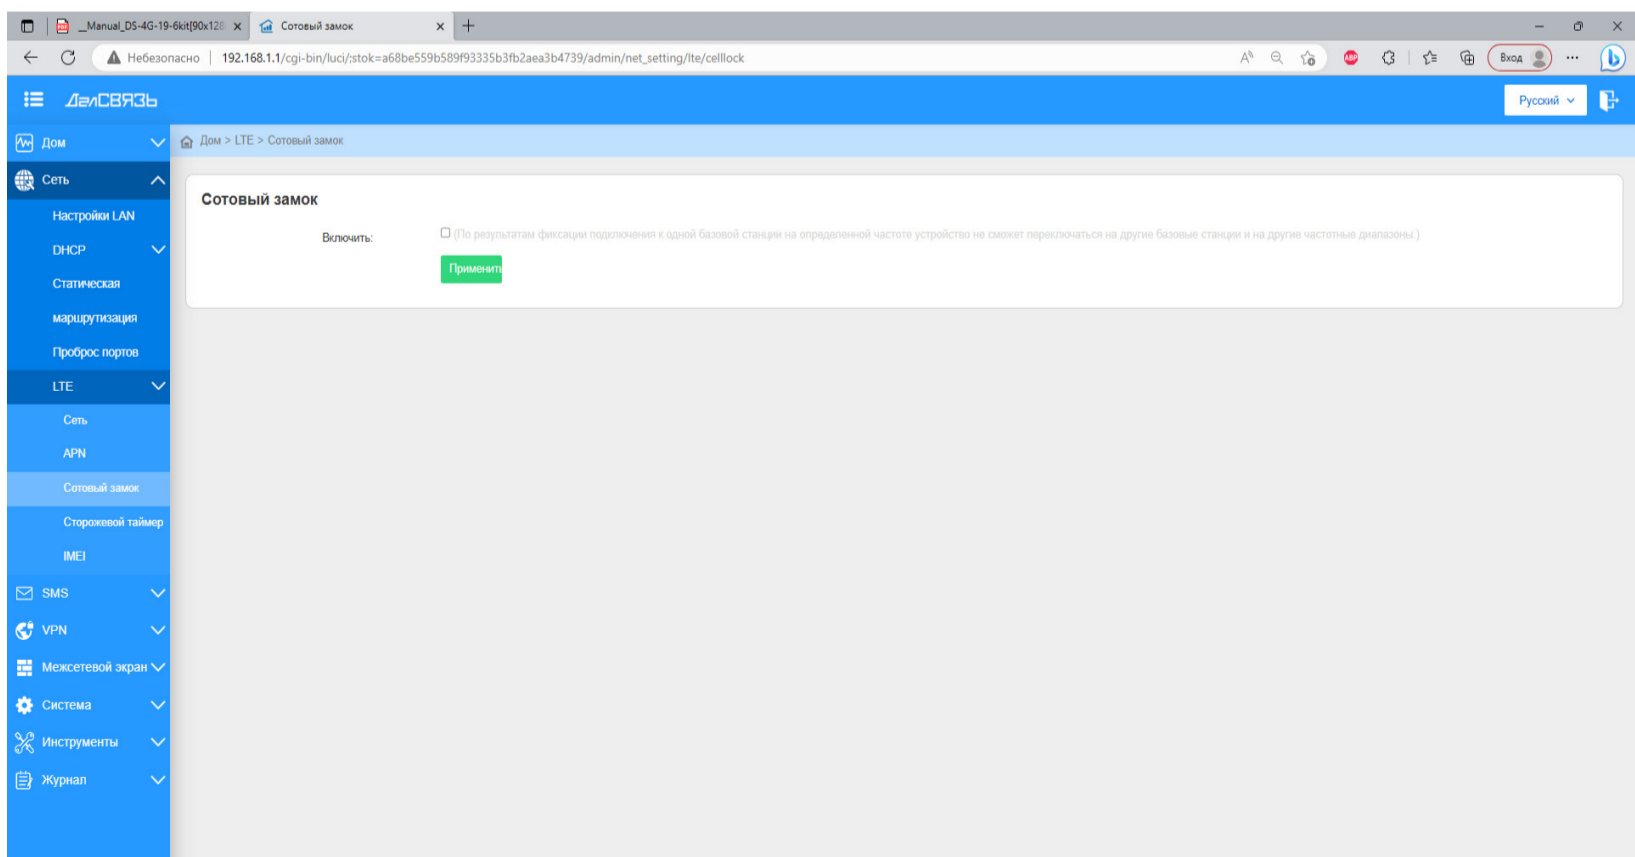 __Manual_DS-4G-19-6kit[90x128
Сотовый замок
Небезопасно
192.168.1.1/cgi-bin/luci/;stok=a68be559b589f93335b3fb2aea3b4739/admin/net_setting/lte/celllock
ABP
Вход
ДалСВЯЗЬ
Русский
Дом
Дом > LTE > Сотовый замок
Сеть
Сотовый замок
Настройки LAN
Включить:
(По результатам фиксации подключения к одной базовой станции на определенной частоте устройство не сможет переключаться на другие базовые станции и на другие частотные диапазоны.)
DHCP
Применить
Статическая
маршрутизация
Проброс портов
LTE
Сеть
APN
Сотовый замок
Сторожевой таймер
IMEI
SMS
VPN
Межсетевой экран
Система
Инструменты
Журнал